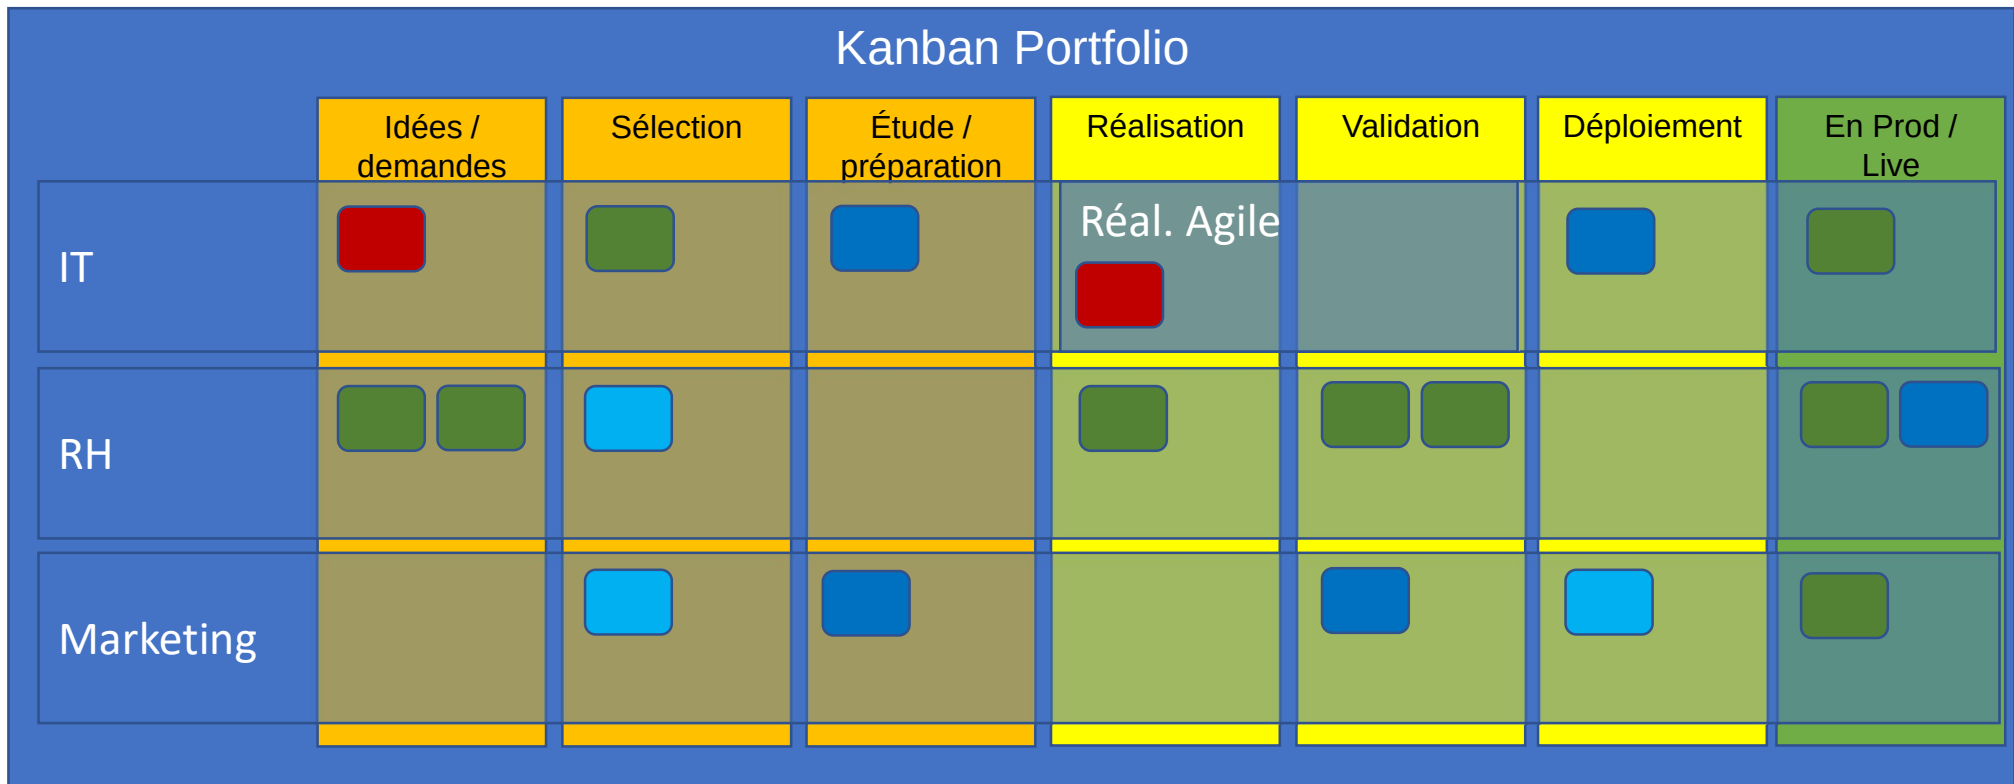 Kanban Portfolio
Idées /
demandes
Sélection
Étude /
préparation
Réalisation
Validation
Déploiement
En Prod /
Live
IT
Réal. Agile
RH
Marketing